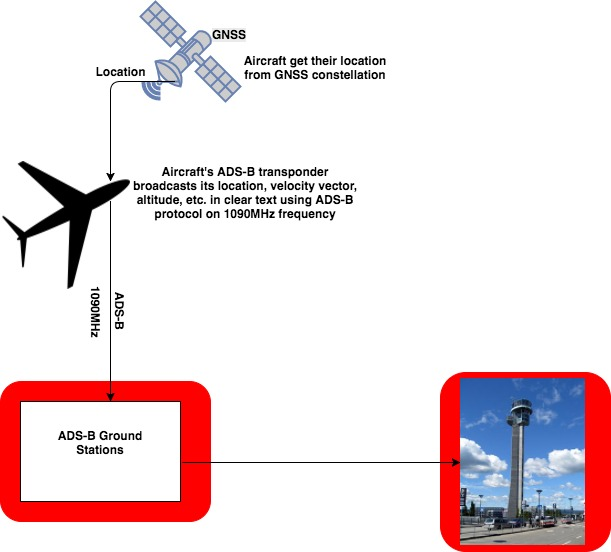 GNSS
Aircraft get their location
from GNSS constellation
Location
Aircraft's ADS-B transponder
broadcasts its location, velocity vector,
altitude, etc. in clear text using ADS-B
protocol on 1090MHz frequency
ADS-B
1090MHz
ADS-B Ground
Stations